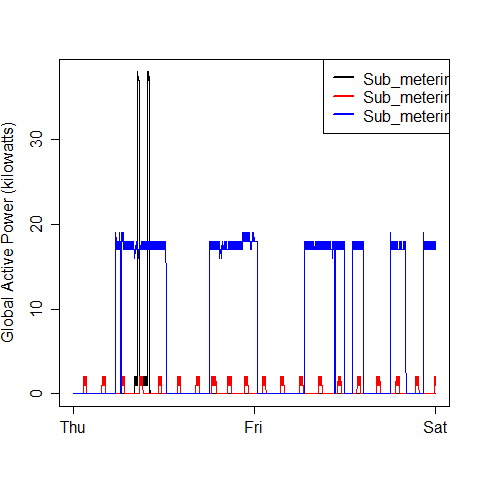 Sub_meterin
Sub_meterin
Sub_meterin
Global Active Power (kilowatts)
30
20
10
0
Thu Fri Sat